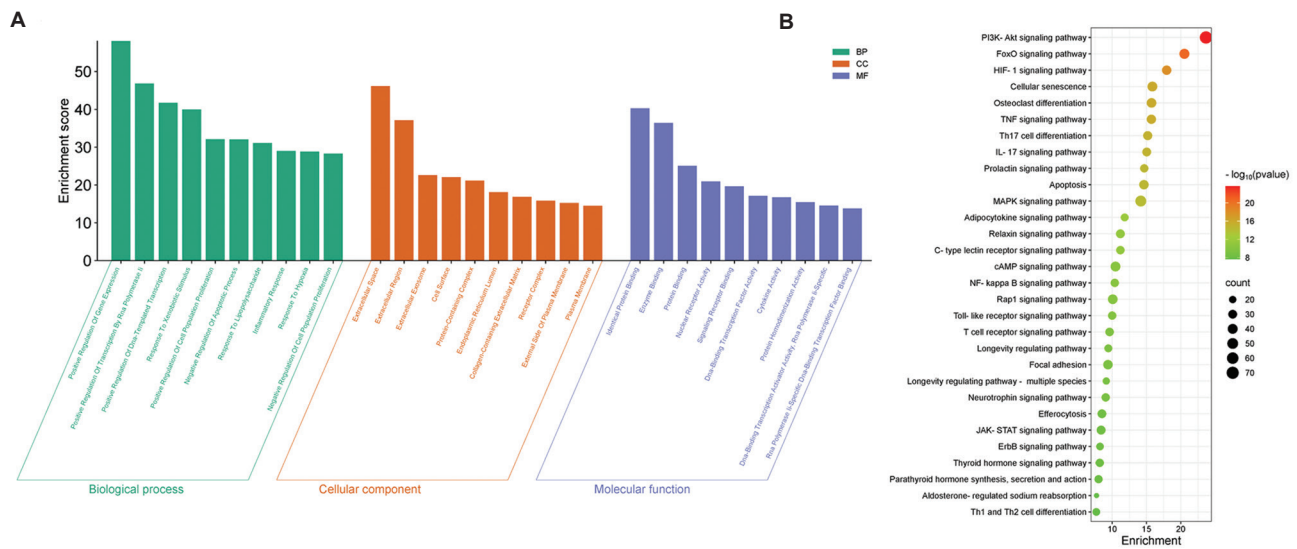 A
Enrichment score
50
40
30
20
10
0
BP
CC
MF
Positive Regulation Of Gene Expression
Positive Regulation Of Transcription By Rna Polymerase Ii
Positive Regulation Of Dna-Templated Transcription
Response To Xenobiotic Stimulus
Positive Regulation Of Cell Population Proliferation
Negative Regulation Of Apoptotic Process
Response To Lipopolysaccharide
Inflammatory Response
Response To Hypoxia
Negative Regulation Of Cell Population Proliferation
Extracellular Space
Extracellular Region
Extracellular Exosome
Cell Surface
Protein-Containing Complex
Endoplasmic Reticulum Lumen
Collagen-Containing Extracellular Matrix
Receptor Complex
External Side Of Plasma Membrane
Plasma Membrane
Identical Protein Binding
Enzyme Binding
Protein Binding
Nuclear Receptor Activity
Signaling Receptor Binding
Dna-Binding Transcription Factor Activity
Cytokine Activity
Protein Homodimerization Activity
Dna-Binding Transcription Activator Activity, Rna Polymerase Ii-Specific
Rna Polymerase Ii-Specific Dna-Binding Transcription Factor Binding
Biological process
Cellular component
Molecular function
B
PI3K- Akt signaling pathway
FoxO signaling pathway
HIF- 1 signaling pathway
Cellular senescence
Osteoclast differentiation
TNF signaling pathway
Th17 cell differentiation
IL- 17 signaling pathway
Prolactin signaling pathway
Apoptosis
MAPK signaling pathway
Adipocytokine signaling pathway
Relaxin signaling pathway
C- type lectin receptor signaling pathway
cAMP signaling pathway
NF- kappa B signaling pathway
Rap1 signaling pathway
Toll- like receptor signaling pathway
T cell receptor signaling pathway
Longevity regulating pathway
Focal adhesion
Longevity regulating pathway - multiple species
Neurotrophin signaling pathway
Efferocytosis
JAK- STAT signaling pathway
ErbB signaling pathway
Thyroid hormone signaling pathway
Parathyroid hormone synthesis, secretion and action
Aldosterone- regulated sodium reabsorption
Th1 and Th2 cell differentiation
10 15 20
Enrichment
- log10(pvalue)
20
16
12
8
count
20
30
40
50
60
70